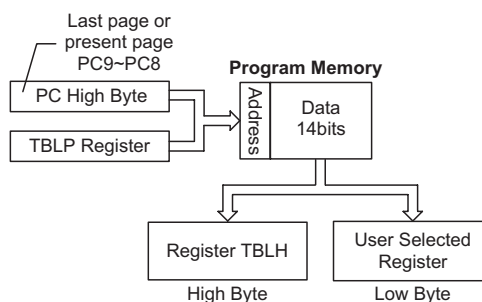 Last page or
present page
PC9~PC8
Program Memory
PC High Byte
Address
Data
14bits
TBLP Register
Register TBLH
User Selected
Register
High Byte
Low Byte